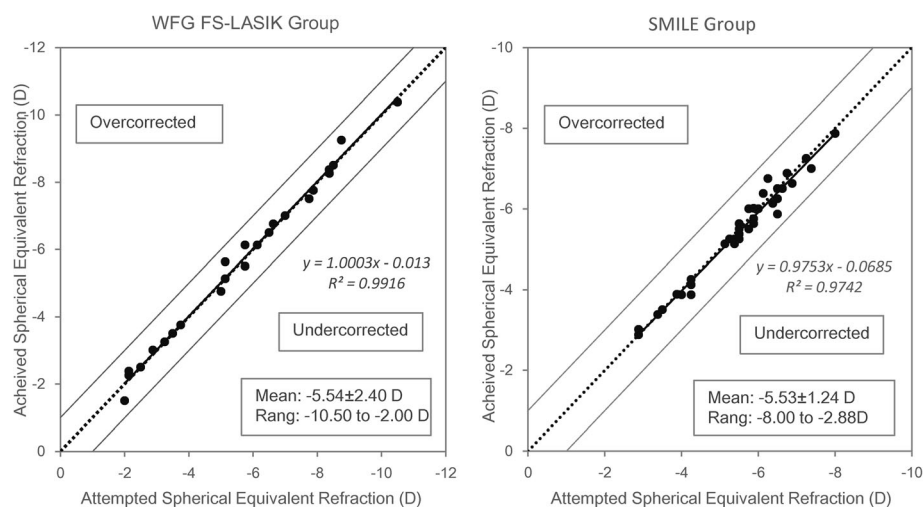 WFG FS-LASIK Group
-12
-10
-8
-6
-4
-2
0
Acheived Spherical Equivalent Refraction (D)
Overcorrected
y = 1.0003x - 0.013
R² = 0.9916
Undercorrected
Mean: -5.54±2.40 D
Rang: -10.50 to -2.00 D
0 -2 -4 -6 -8 -10 -12
Attempted Spherical Equivalent Refraction (D)
SMILE Group
-10
-8
-6
-4
-2
0
Achieved Spherical Equivalent Refraction (D)
Overcorrected
y = 0.9753x - 0.0685
R² = 0.9742
Undercorrected
Mean: -5.53±1.24 D
Rang: -8.00 to -2.88D
0 -2 -4 -6 -8 -10
Attempted Spherical Equivalent Refraction (D)